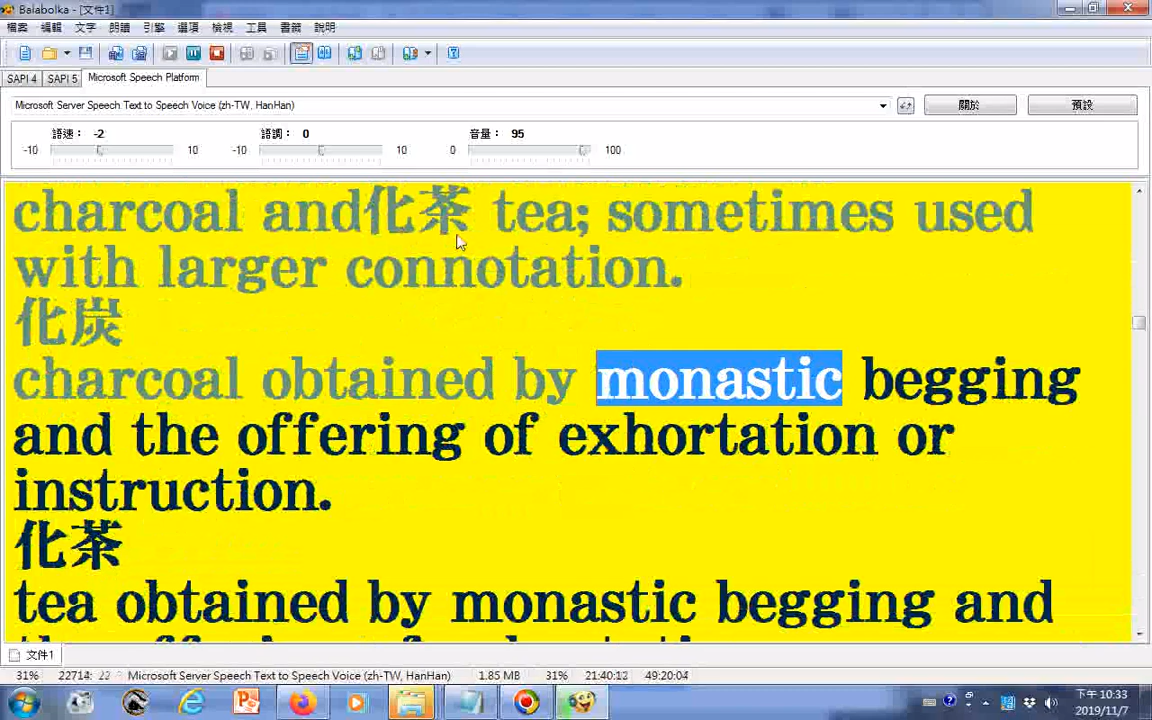 Balabolka - [文件1]
檔案 編輯 文字 朗讀 引擎 選項 檢視 工具 書籤 說明
SAPI 4 SAPI 5 Microsoft Speech Platform
Microsoft Server Speech Text to Speech Voice (zh-TW, HanHan) 關於 預設
語速： -2 語調： 0 音量： 95
-10 10 -10 10 0 100
charcoal and化茶 tea; sometimes used
with larger connotation.
化炭
charcoal obtained by monastic begging
and the offering of exhortation or
instruction.
化茶
tea obtained by monastic begging and
文件1
31% 22714: 22 Microsoft Server Speech Text to Speech Voice (zh-TW, HanHan) 1.85 MB 31% 21:40:12 49:20:04
下午 10:33
2019/11/7